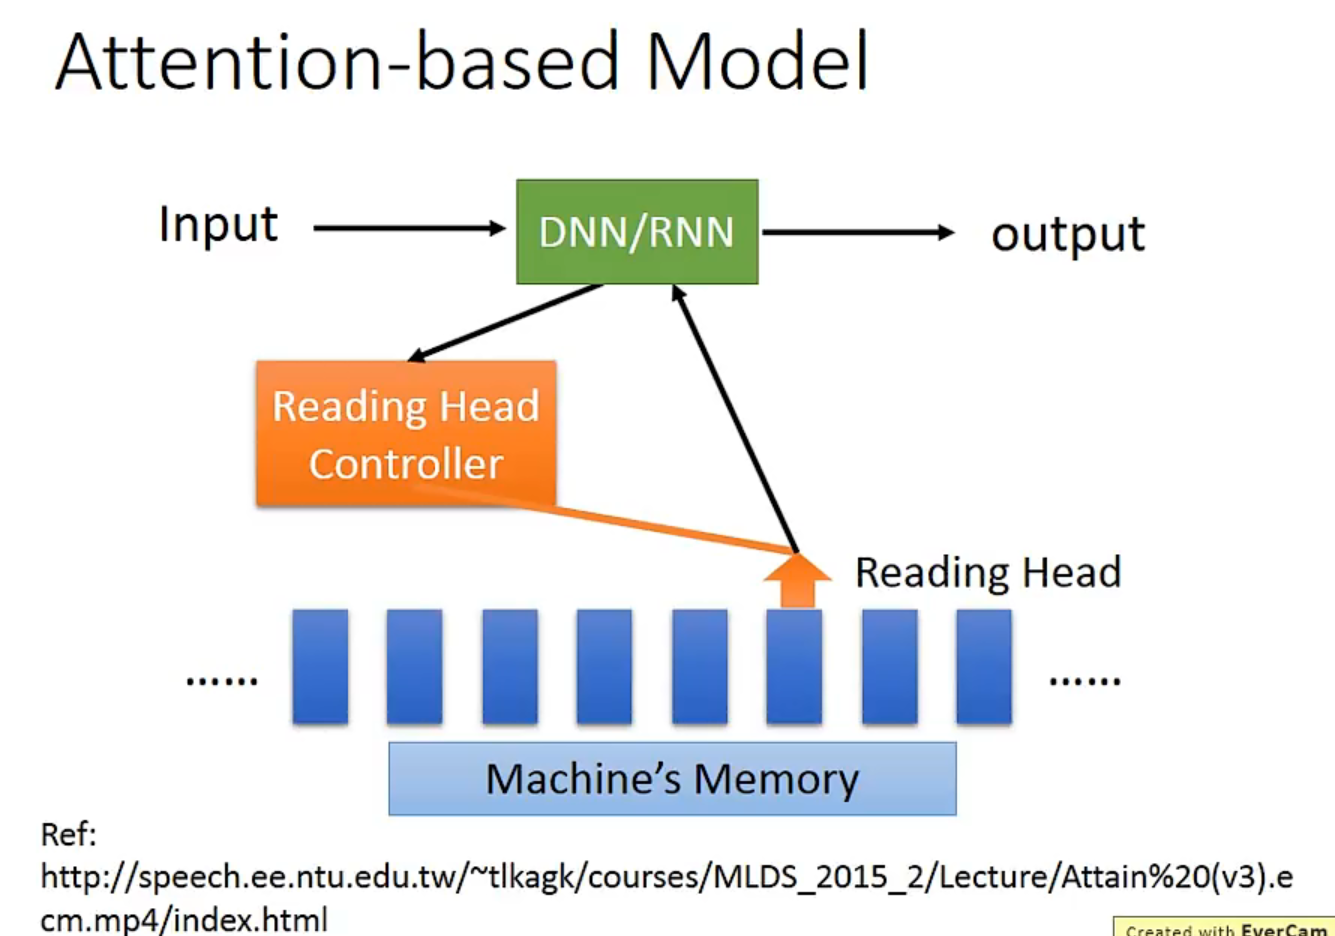 Attention-based Model
Input
DNN/RNN
output
Reading Head
Controller
Reading Head
......
......
Machine's Memory
Ref:
http://speech.ee.ntu.edu.tw/~tlkagk/courses/MLDS_2015_2/Lecture/Attain%20(v3).e
cm.mp4/index.html
Created with EverCam